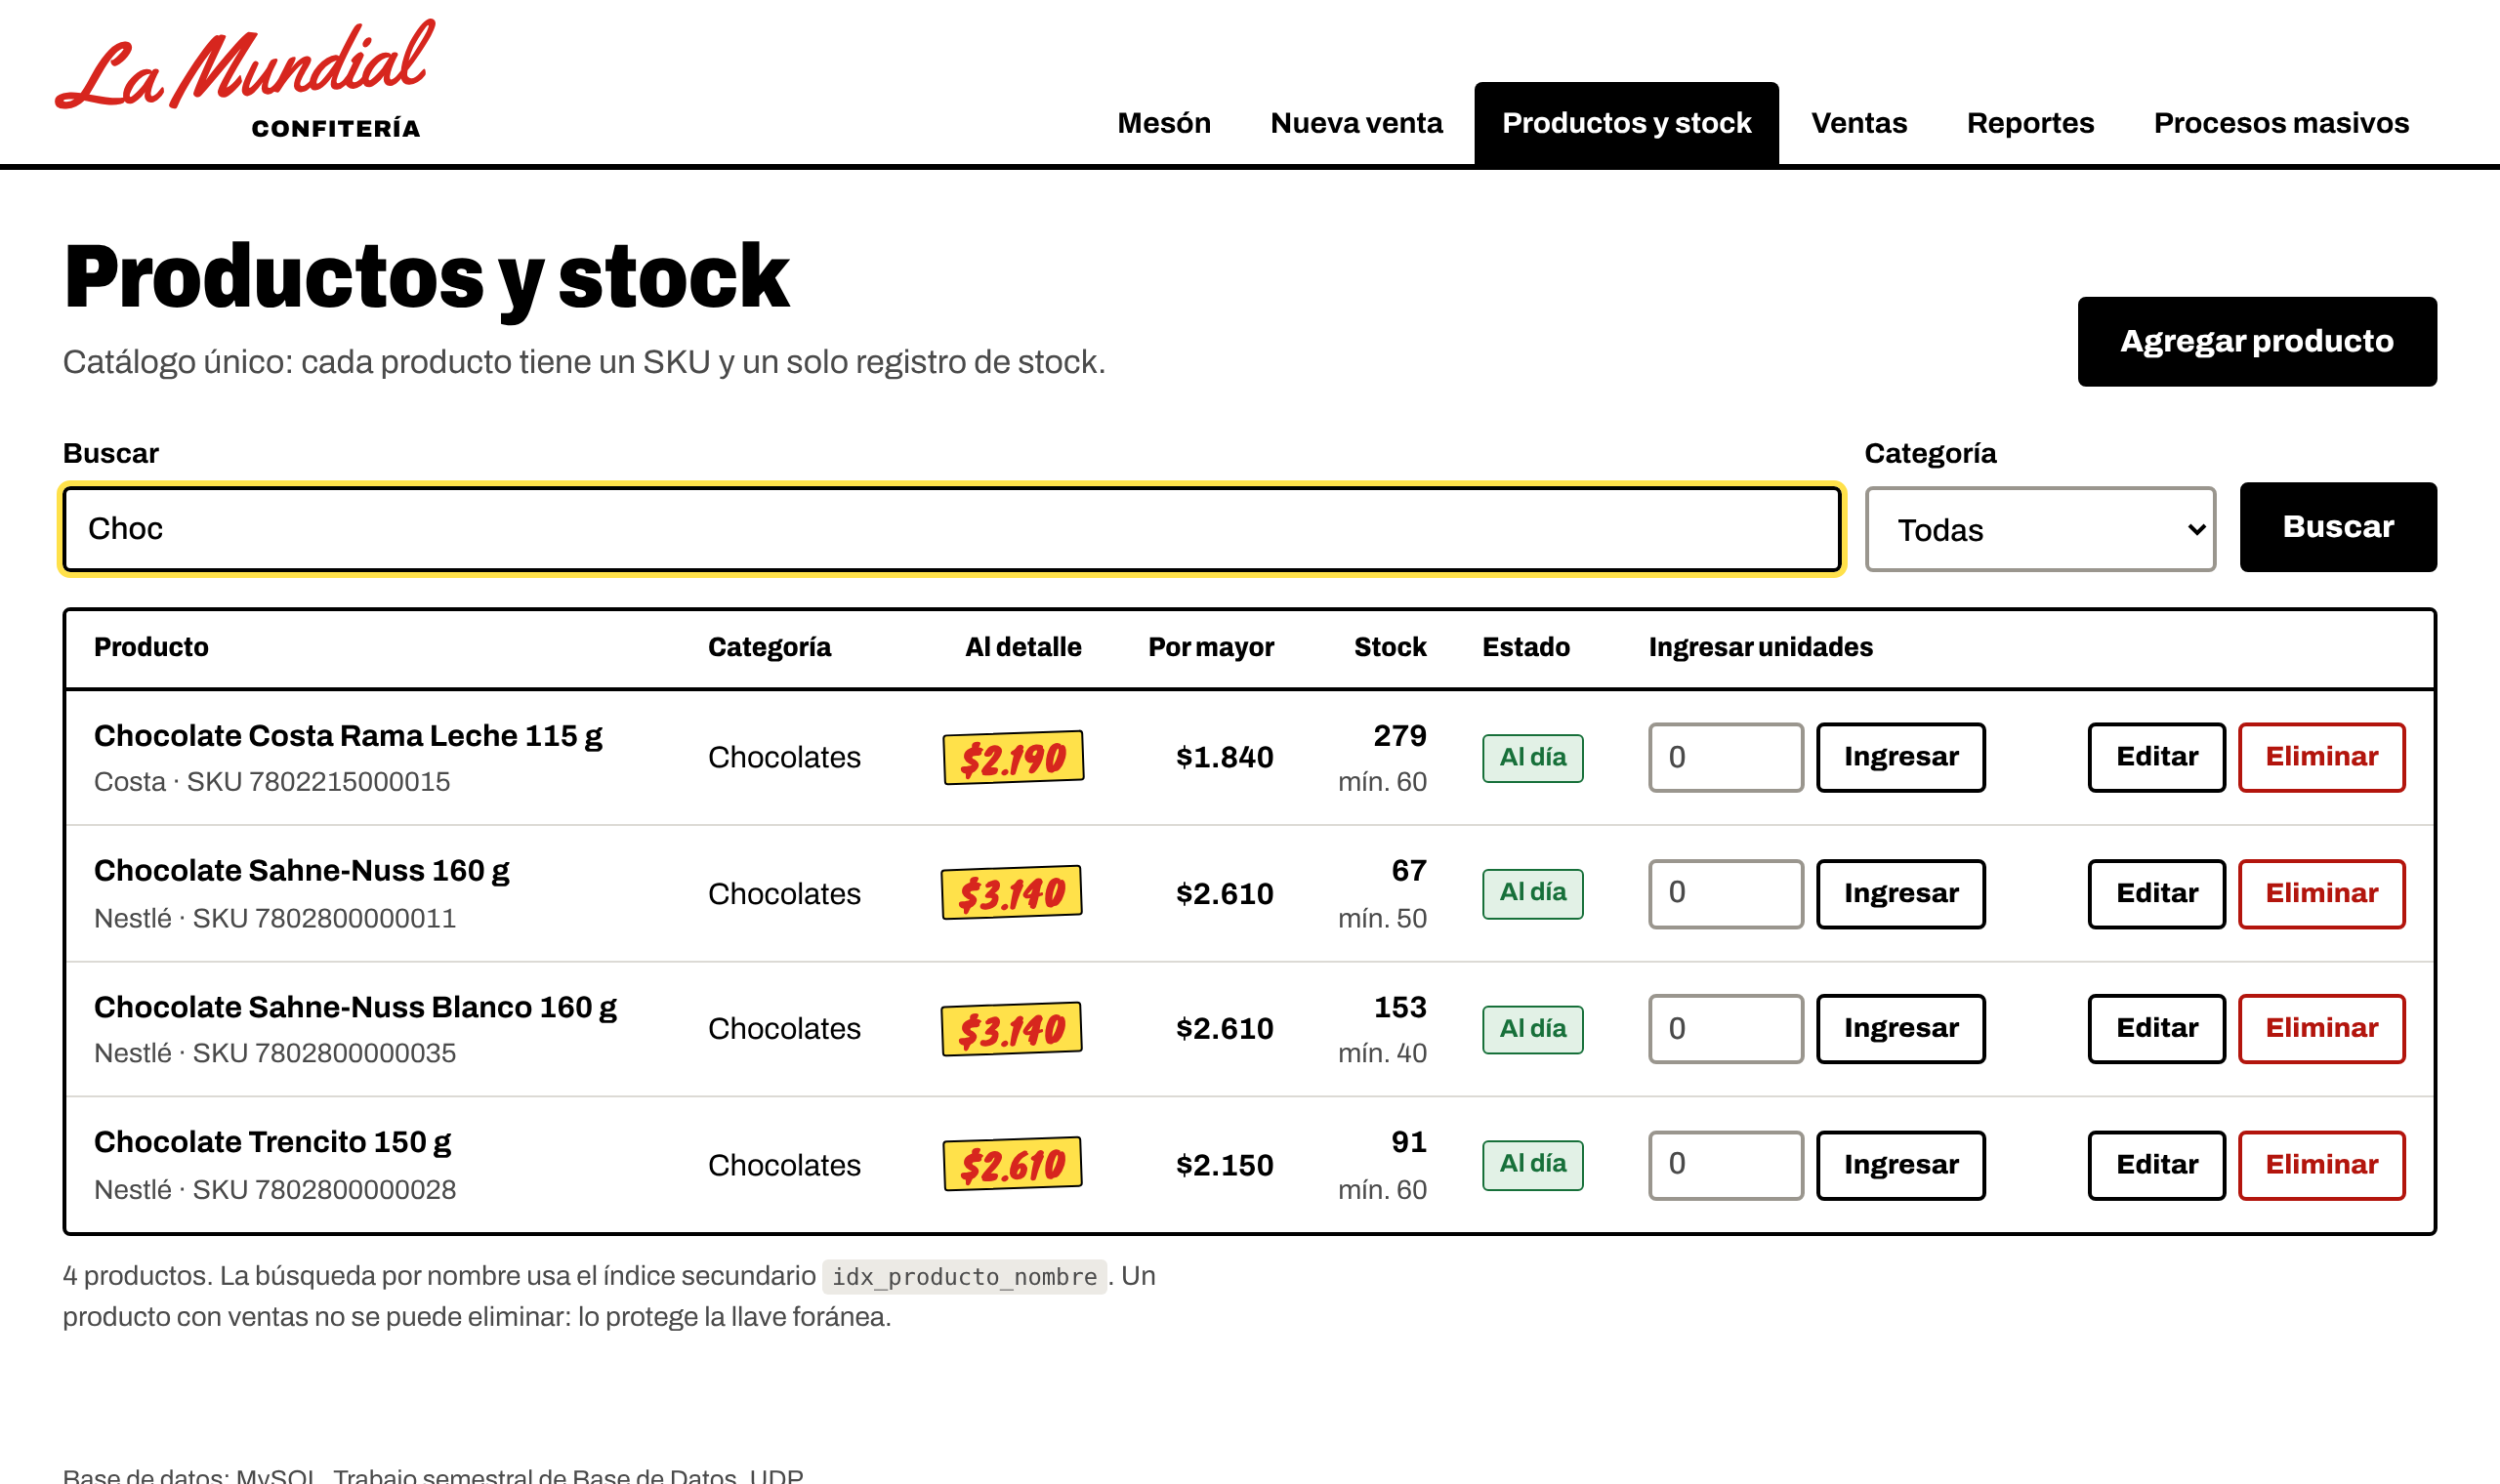 La Mundial
CONFITERÍA
Mesón Nueva venta Productos y stock Ventas Reportes Procesos masivos
Productos y stock
Catálogo único: cada producto tiene un SKU y un solo registro de stock.
Agregar producto
Buscar Categoría
Choc Todas Buscar
Producto Categoría Al detalle Por mayor Stock Estado Ingresar unidades
Chocolate Costa Rama Leche 115 g Chocolates $2.190 $1.840 279 Al día 0 Ingresar Editar Eliminar
Costa · SKU 7802215000015 mín. 60
Chocolate Sahne-Nuss 160 g Chocolates $3.140 $2.610 67 Al día 0 Ingresar Editar Eliminar
Nestlé · SKU 7802800000011 mín. 50
Chocolate Sahne-Nuss Blanco 160 g Chocolates $3.140 $2.610 153 Al día 0 Ingresar Editar Eliminar
Nestlé · SKU 7802800000035 mín. 40
Chocolate Trencito 150 g Chocolates $2.610 $2.150 91 Al día 0 Ingresar Editar Eliminar
Nestlé · SKU 7802800000028 mín. 60
4 productos. La búsqueda por nombre usa el índice secundario idx_producto_nombre. Un
producto con ventas no se puede eliminar: lo protege la llave foránea.
Base de datos: MySQL. Trabajo semestral de Base de Datos, UDP.